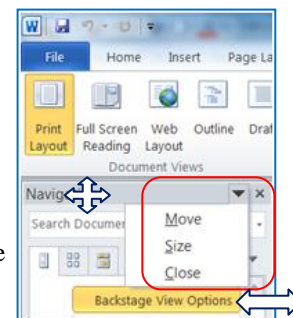 W
File Home Insert Page La
Print Full Screen Web Outline Draf
Layout Reading Layout
Document Views
Navig
Move
Search Documen
Size
Close
e
Backstage View Options